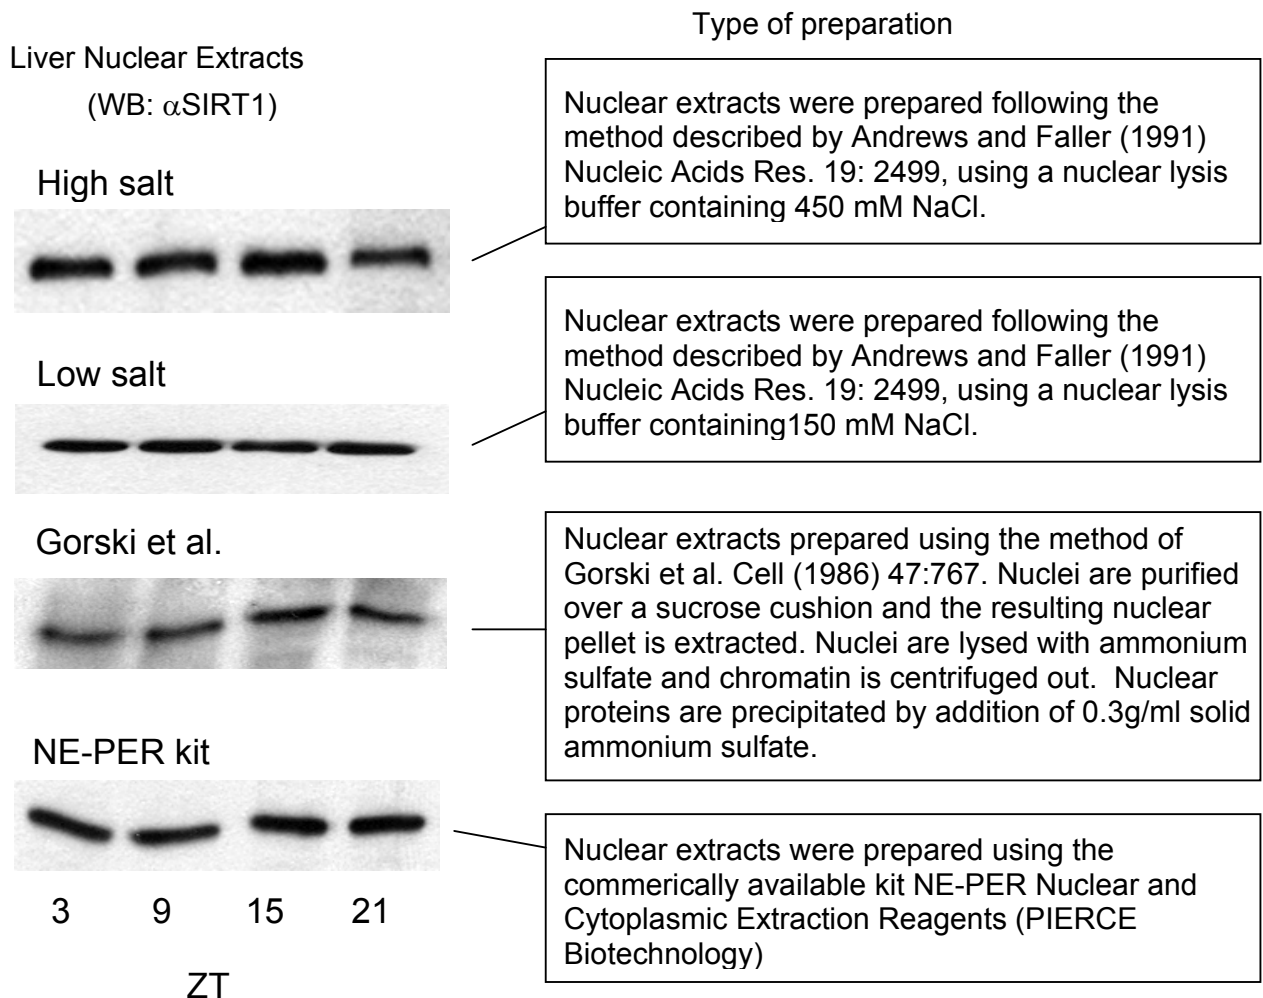 Type of preparation
Liver Nuclear Extracts
(WB: αSIRT1)
High salt
Nuclear extracts were prepared following the
method described by Andrews and Faller (1991)
Nucleic Acids Res. 19: 2499, using a nuclear lysis
buffer containing 450 mM NaCl.
Low salt
Nuclear extracts were prepared following the
method described by Andrews and Faller (1991)
Nucleic Acids Res. 19: 2499, using a nuclear lysis
buffer containing150 mM NaCl.
Gorski et al.
Nuclear extracts prepared using the method of
Gorski et al. Cell (1986) 47:767. Nuclei are purified
over a sucrose cushion and the resulting nuclear
pellet is extracted. Nuclei are lysed with ammonium
sulfate and chromatin is centrifuged out.  Nuclear
proteins are precipitated by addition of 0.3g/ml solid
ammonium sulfate.
NE-PER kit
Nuclear extracts were prepared using the
commerically available kit NE-PER Nuclear and
Cytoplasmic Extraction Reagents (PIERCE
Biotechnology)
3 9 15 21
ZT